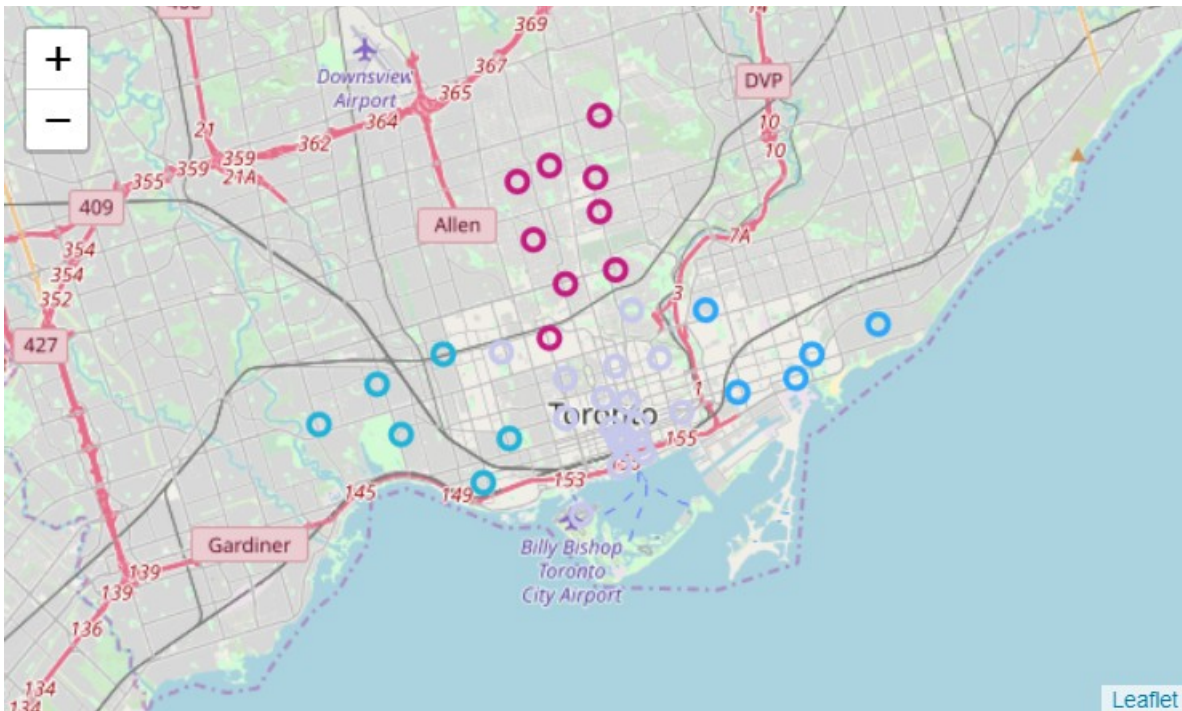 +
−
369
Downsview
Airport
367
365
364
362
21
359
359
21A
355
409
354
354
352
427
Allen
DVP
10
10
7A
3
1
Toronto
155
153
149
145
Gardiner
139
139
136
134
134
Billy Bishop
Toronto
City Airport
Leaflet